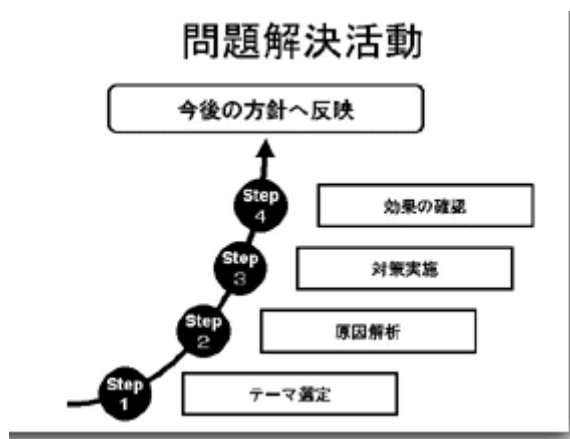 問題解決活動
今後の方針へ反映
Step
4
効果の確認
Step
3
対策実施
Step
2
原因解析
Step
1
テーマ選定